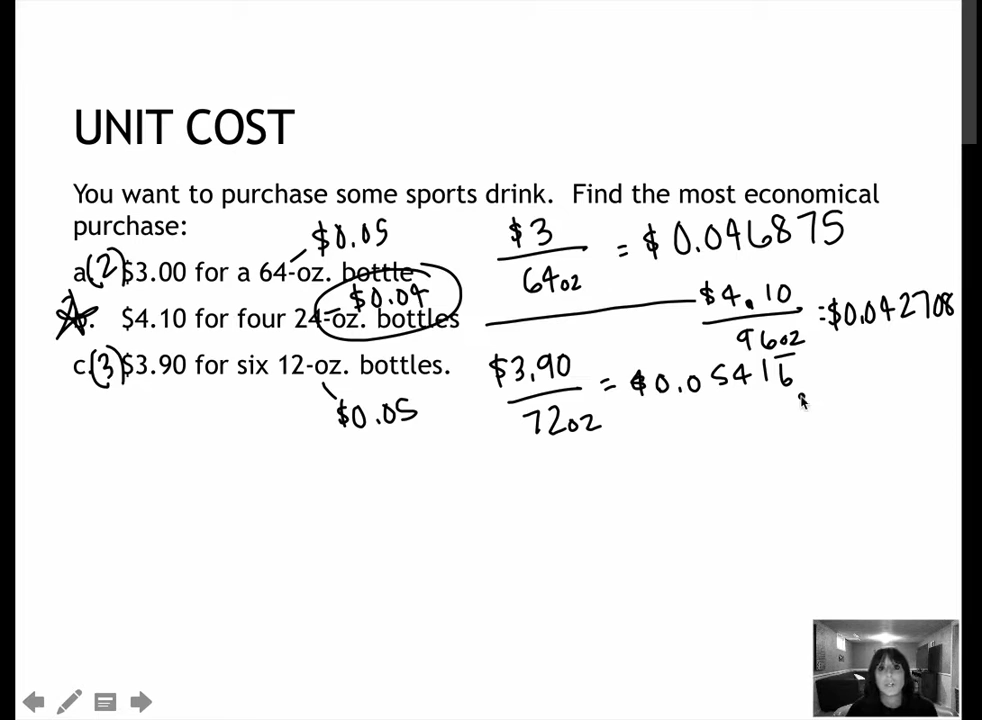 UNIT COST
You want to purchase some sports drink. Find the most economical
purchase:
$0.05
a. (2) $3.00 for a 64-oz. bottle
$0.04
b. $4.10 for four 24-oz. bottles
c. (3) $3.90 for six 12-oz. bottles.
$0.05
$3
64oz
= $0.046875
$4.10
96oz
=$0.042708
$3.90
72oz
= $0.05416̅